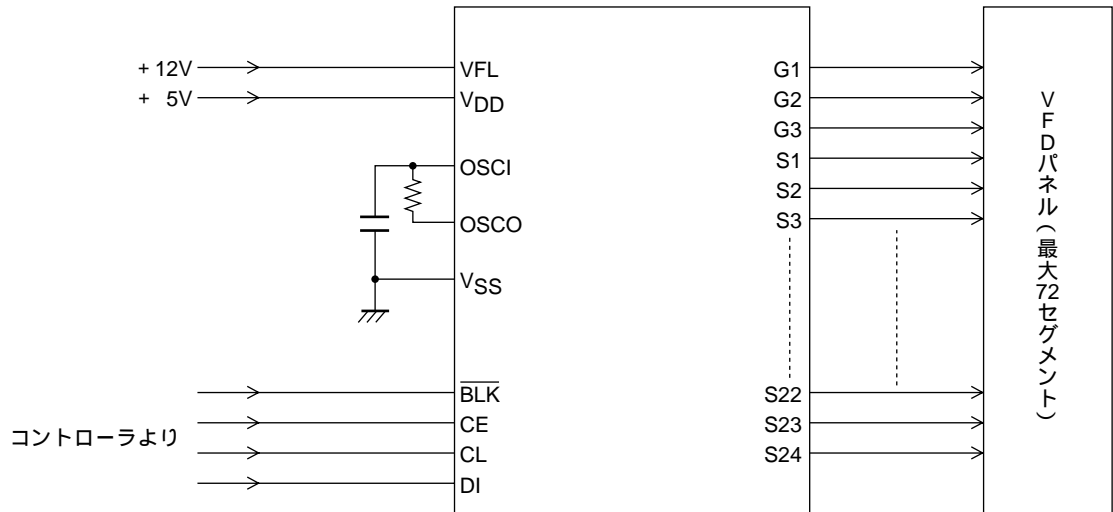 + 12V
+ 5V
VFL
VDD
OSCI
OSCO
VSS
コントローラより
BLK
CE
CL
DI
G1
G2
G3
S1
S2
S3
S22
S23
S24
VFDパネル(最大72セグメント)